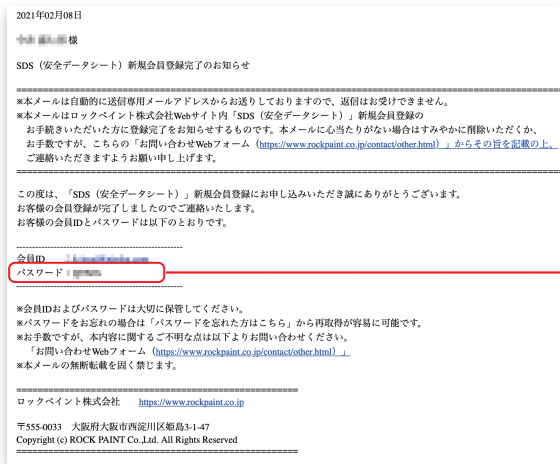 2021年02月08日
様
SDS（安全データシート）新規会員登録完了のお知らせ
==================================================
※本メールは自動的に送信専用メールアドレスからお送りしておりますので、返信はお受けできません。
※本メールはロックペイント株式会社Webサイト内「SDS（安全データシート）」新規会員登録の
お手続きいただいた方に登録完了をお知らせするものです。本メールに心当たりがない場合はすみやかに削除いただくか、
お手数ですが、こちらの「お問い合わせWebフォーム（https://www.rockpaint.co.jp/contact/other.html）」からその旨を記載の上、
ご連絡いただきますようお願い申し上げます。
==================================================
この度は、「SDS（安全データシート）」新規会員登録にお申し込みいただき誠にありがとうございます。
お客様の会員登録が完了しましたのでご連絡いたします。
お客様の会員IDとパスワードは以下のとおりです。
--------------------------------------------------
会員ID ：
パスワード：
--------------------------------------------------
※会員IDおよびパスワードは大切に保管してください。
※パスワードをお忘れの場合は「パスワードを忘れた方はこちら」から再取得が容易に可能です。
※お手数ですが、本内容に関するご不明な点は以下よりお問い合わせください。
「お問い合わせWebフォーム（https://www.rockpaint.co.jp/contact/other.html）」
※本メールの無断転載を固く禁じます。
==================================================
ロックペイント株式会社 https://www.rockpaint.co.jp
〒555-0033 大阪府大阪市西淀川区姫島3-1-47
Copyright (c) ROCK PAINT Co.,Ltd. All Rights Reserved
==================================================